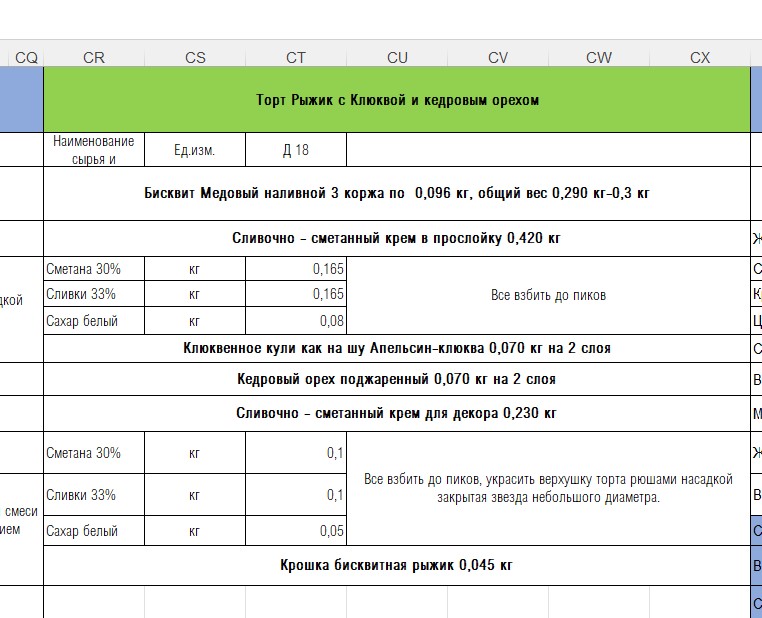 CQ CR CS CT CU CV CW CX
Торт Рыжик с Клюквой и кедровым орехом
Наименование сырья и Ед.изм. Д 18
Бисквит Медовый наливной 3 коржа по 0,096 кг, общий вес 0,290 кг-0,3 кг
Сливочно - сметанный крем в прослойку 0,420 кг
Ж
Сметана 30% кг 0,165
С
дкой
Сливки 33% кг 0,165
Все взбить до пиков
Сахар белый кг 0,08
Ц
Клюквенное кули как на шу Апельсин-клюква 0,070 кг на 2 слоя
С
Кедровый орех поджаренный 0,070 кг на 2 слоя
В
Сливочно - сметанный крем для декора 0,230 кг
М
Сметана 30% кг 0,1
Ж
Все взбить до пиков, украсить верхушку торта рюшами насадкой
закрытая звезда небольшого диаметра.
Сливки 33% кг 0,1
В
смеси
ием
Сахар белый кг 0,05
С
Крошка бисквитная рыжик 0,045 кг
В
С